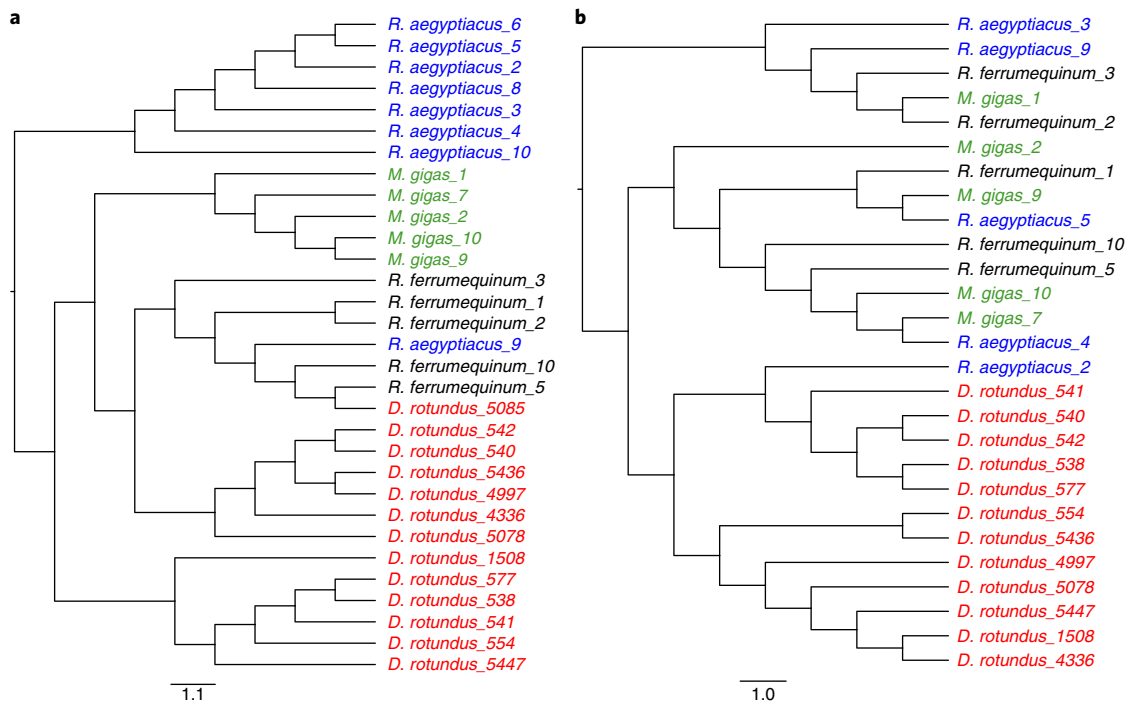 a
R. aegyptiacus_6
R. aegyptiacus_5
R. aegyptiacus_2
R. aegyptiacus_8
R. aegyptiacus_3
R. aegyptiacus_4
R. aegyptiacus_10
M. gigas_1
M. gigas_7
M. gigas_2
M. gigas_10
M. gigas_9
R. ferrumequinum_3
R. ferrumequinum_1
R. ferrumequinum_2
R. aegyptiacus_9
R. ferrumequinum_10
R. ferrumequinum_5
D. rotundus_5085
D. rotundus_542
D. rotundus_540
D. rotundus_5436
D. rotundus_4997
D. rotundus_4336
D. rotundus_5078
D. rotundus_1508
D. rotundus_577
D. rotundus_538
D. rotundus_541
D. rotundus_554
D. rotundus_5447
1.1
b
R. aegyptiacus_3
R. aegyptiacus_9
R. ferrumequinum_3
M. gigas_1
R. ferrumequinum_2
M. gigas_2
R. ferrumequinum_1
M. gigas_9
R. aegyptiacus_5
R. ferrumequinum_10
R. ferrumequinum_5
M. gigas_10
M. gigas_7
R. aegyptiacus_4
R. aegyptiacus_2
D. rotundus_541
D. rotundus_540
D. rotundus_542
D. rotundus_538
D. rotundus_577
D. rotundus_554
D. rotundus_5436
D. rotundus_4997
D. rotundus_5078
D. rotundus_5447
D. rotundus_1508
D. rotundus_4336
1.0